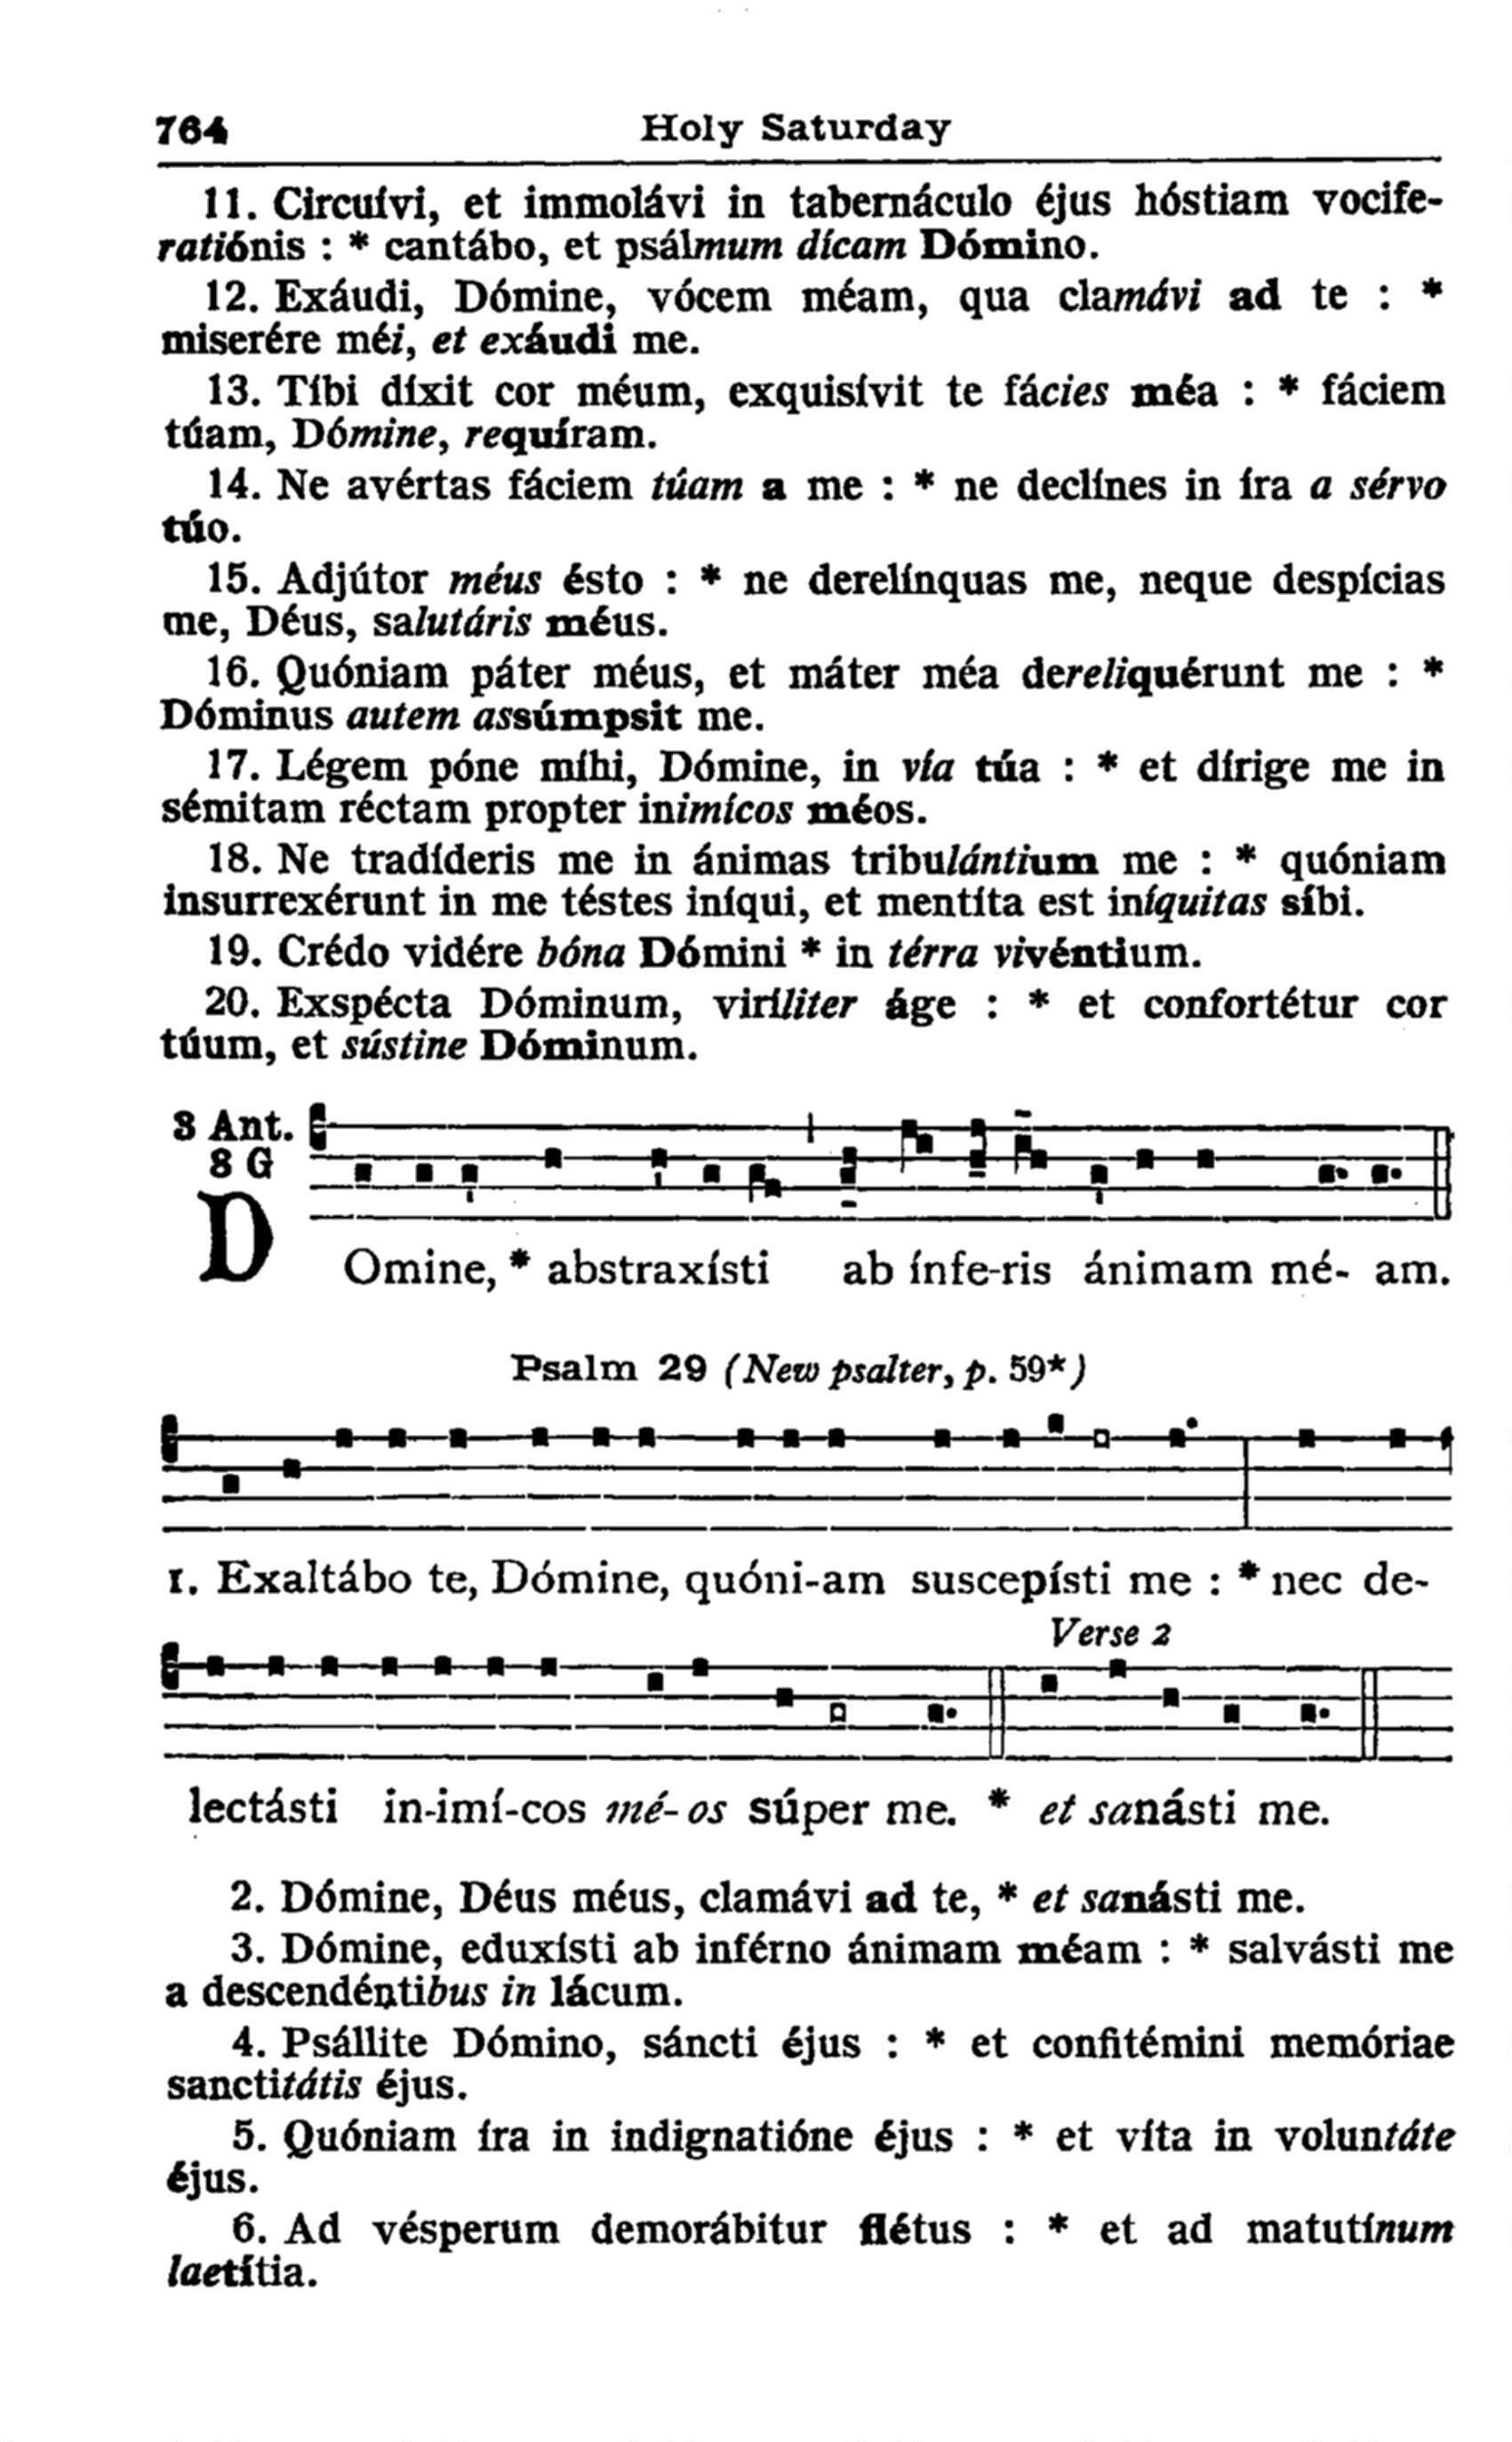 764 Holy Saturday
11. Circuívi, et immolávi in tabernáculo éjus hóstiam vocife-
ratiónis : * cantábo, et psálmum dícam Dómino.
12. Exáudi, Dómine, vócem méam, qua clamávi ad te : *
miserére méi, et exáudi me.
13. Tíbi díxit cor méum, exquisívit te fácies méa : * fáciem
túam, Dómine, requíram.
14. Ne avértas fáciem túam a me : * ne declínes in íra a sérvo
túo.
15. Adjútor méus ésto : * ne derelínquas me, neque despícias
me, Déus, salutáris méus.
16. Quóniam páter méus, et máter méa dereliquérunt me : *
Dóminus autem assúmpsit me.
17. Légem póne míhi, Dómine, in vía túa : * et dírige me in
sémitam réctam propter inimícos méos.
18. Ne tradíderis me in ánimas tribulántium me : * quóniam
insurrexérunt in me téstes iníqui, et mentíta est iníquitas síbi.
19. Crédo vidére bóna Dómini * in térra vivéntium.
20. Exspécta Dóminum, viríliter áge : * et confortétur cor
túum, et sústine Dóminum.
3 Ant.
8 G
DOmine, * abstraxísti ab ínfe-ris ánimam mé- am.
Psalm 29 (New psalter, p. 59*)
1. Exaltábo te, Dómine, quóni-am suscepísti me : * nec de-
Verse 2
lectásti in-imí-cos mé- os súper me. * et sanásti me.
2. Dómine, Déus méus, clamávi ad te, * et sanásti me.
3. Dómine, eduxísti ab inférno ánimam méam : * salvásti me
a descendéntibus in lácum.
4. Psállite Dómino, sáncti éjus : * et confitémini memóriae
sanctitátis éjus.
5. Quóniam íra in indignatióne éjus : * et víta in voluntáte
éjus.
6. Ad vésperum demorábitur flétus : * et ad matutínum
laetítia.